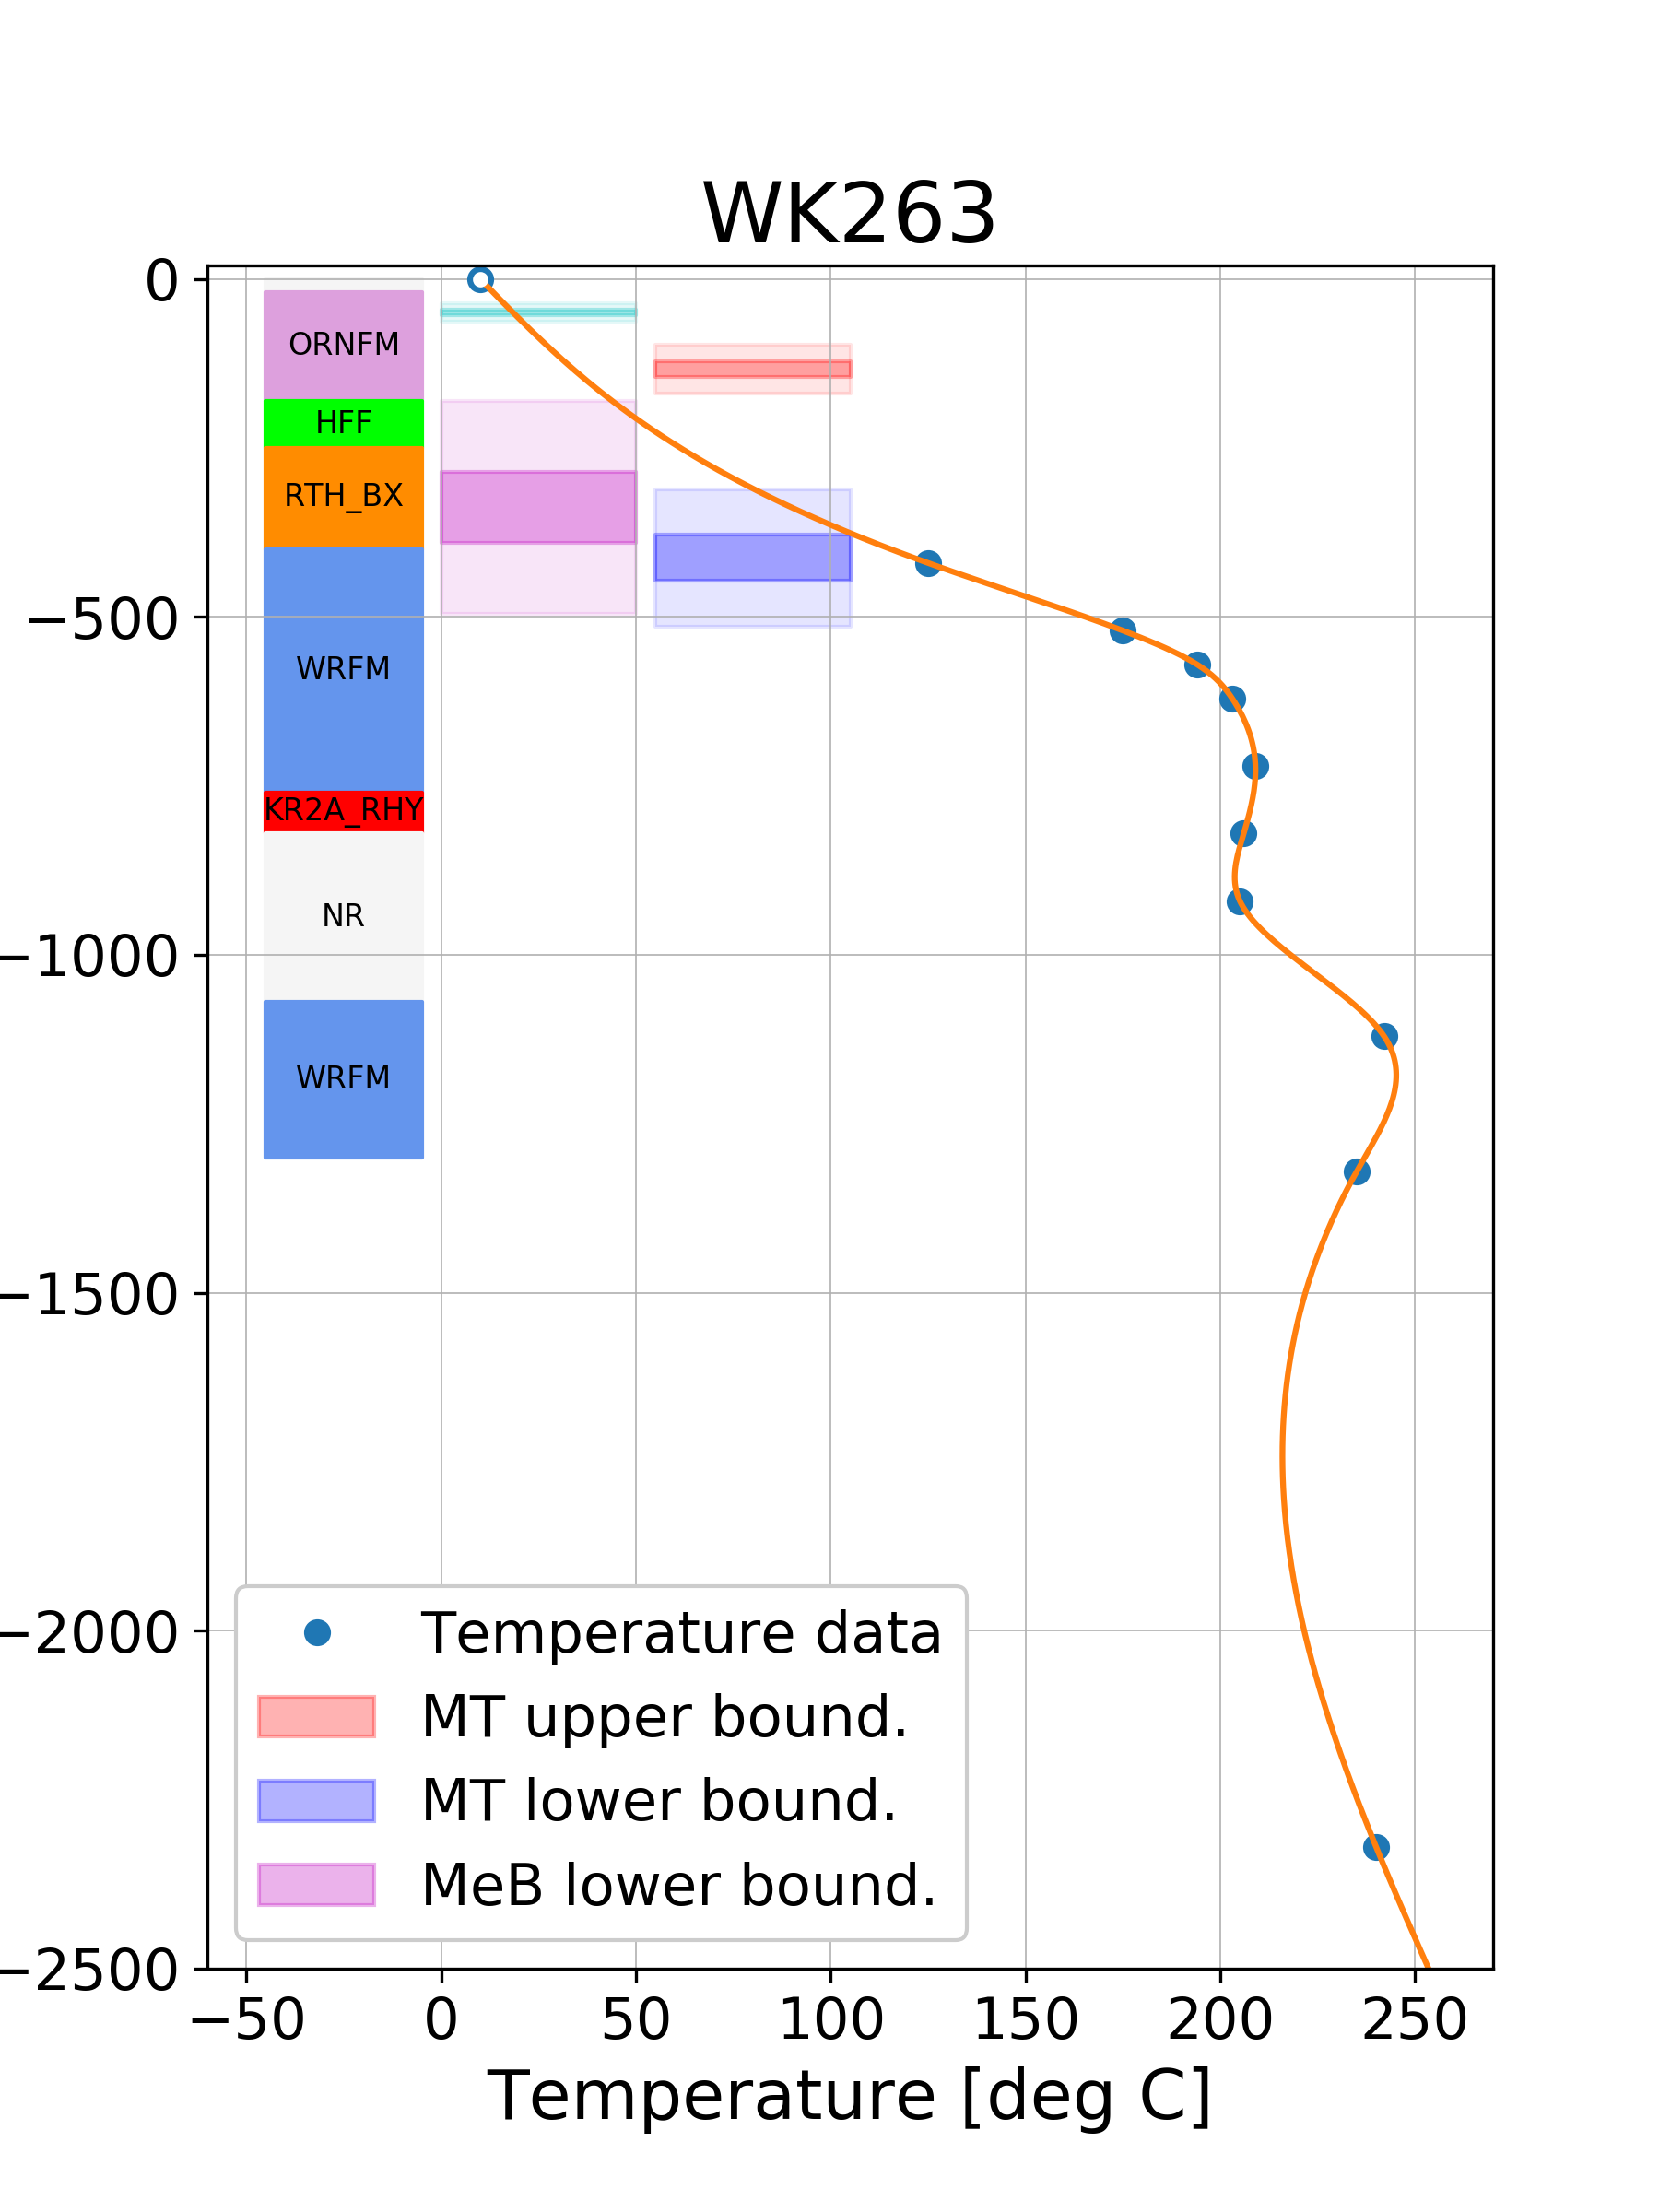 WK263
0
−500
−1000
−1500
−2000
−2500
ORNFM
HFF
RTH_BX
WRFM
KR2A_RHY
NR
WRFM
Temperature data
MT upper bound.
MT lower bound.
MeB lower bound.
−50 0 50 100 150 200 250
Temperature [deg C]